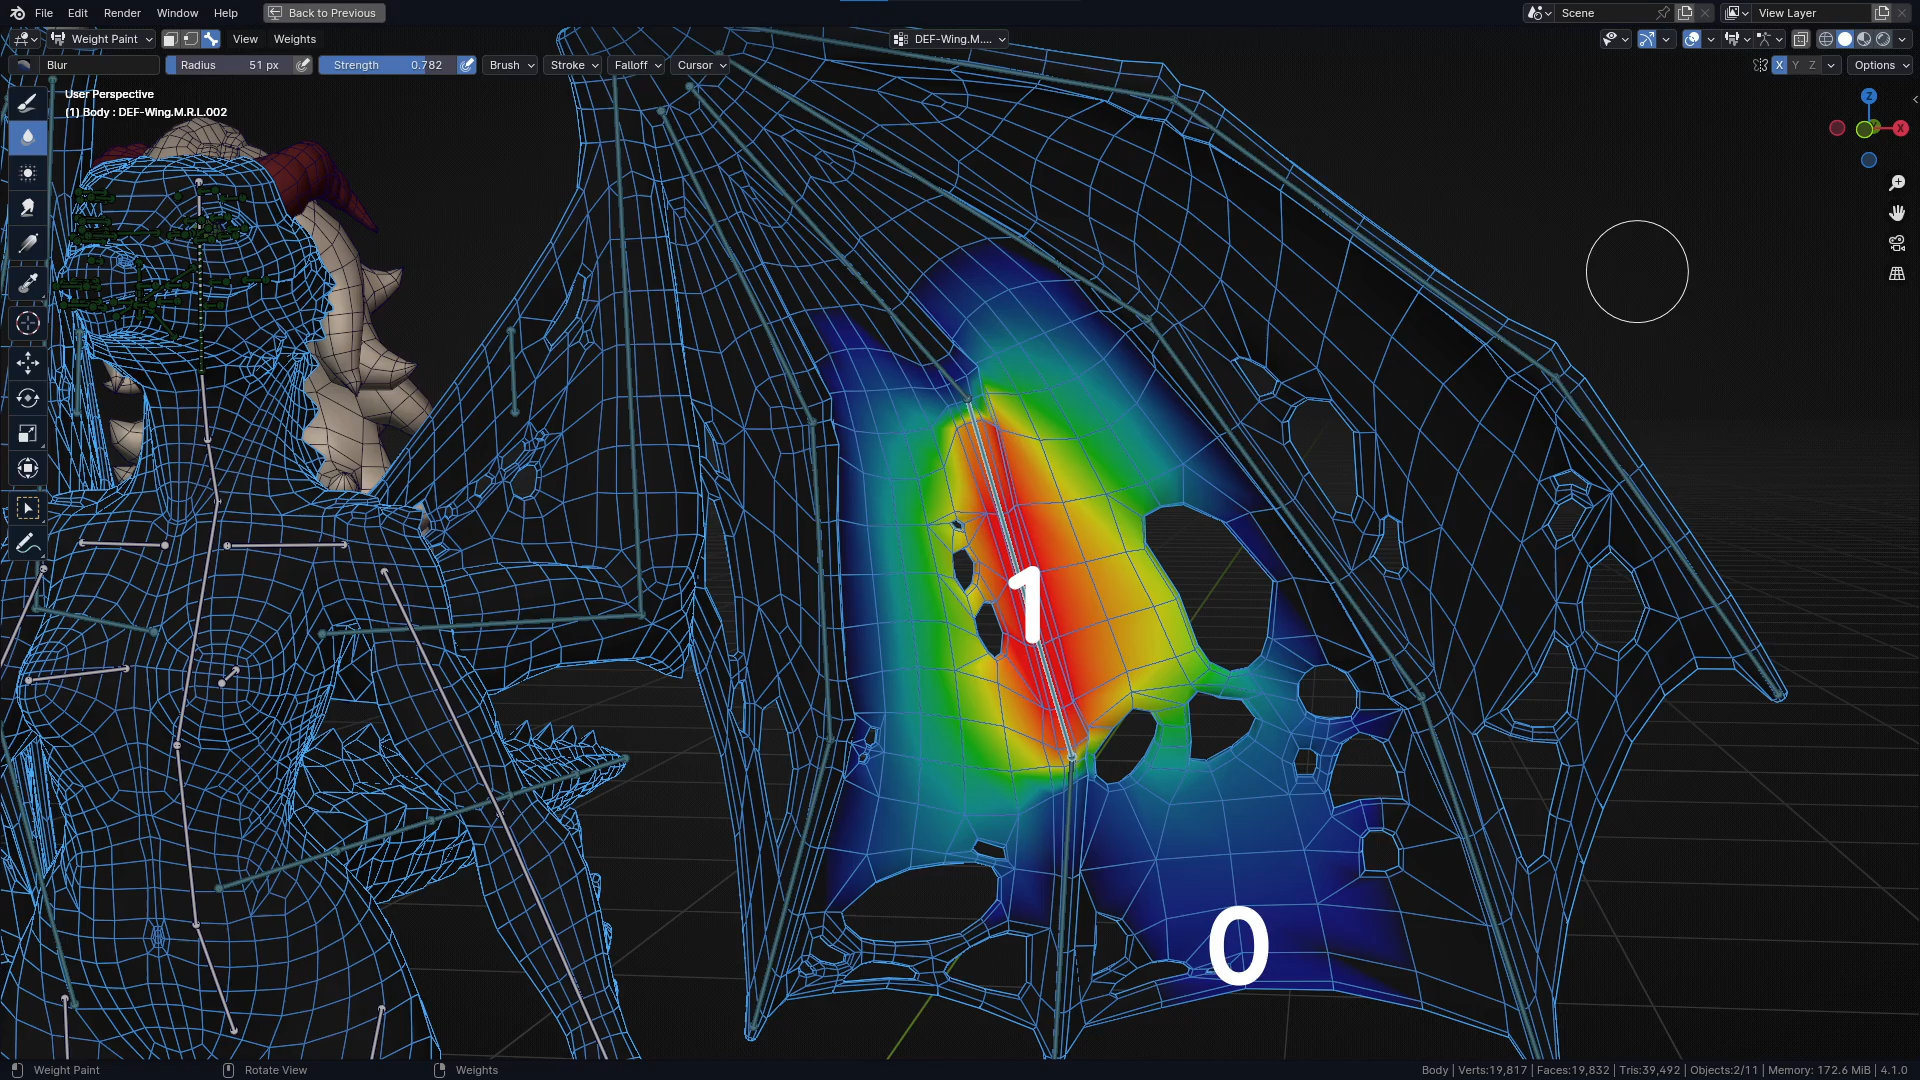 File Edit Render Window Help Back to Previous Scene View Layer
Weight Paint View Weights DEF-Wing.M....
Blur Radius 51 px Strength 0.782 Brush Stroke Falloff Cursor X Y Z Options
User Perspective
(1) Body : DEF-Wing.M.R.L.002
Z
Y
X
1
0
Weight Paint Rotate View Weights Body | Verts:19,817 | Faces:19,832 | Tris:39,492 | Objects:2/11 | Memory: 172.6 MiB | 4.1.0